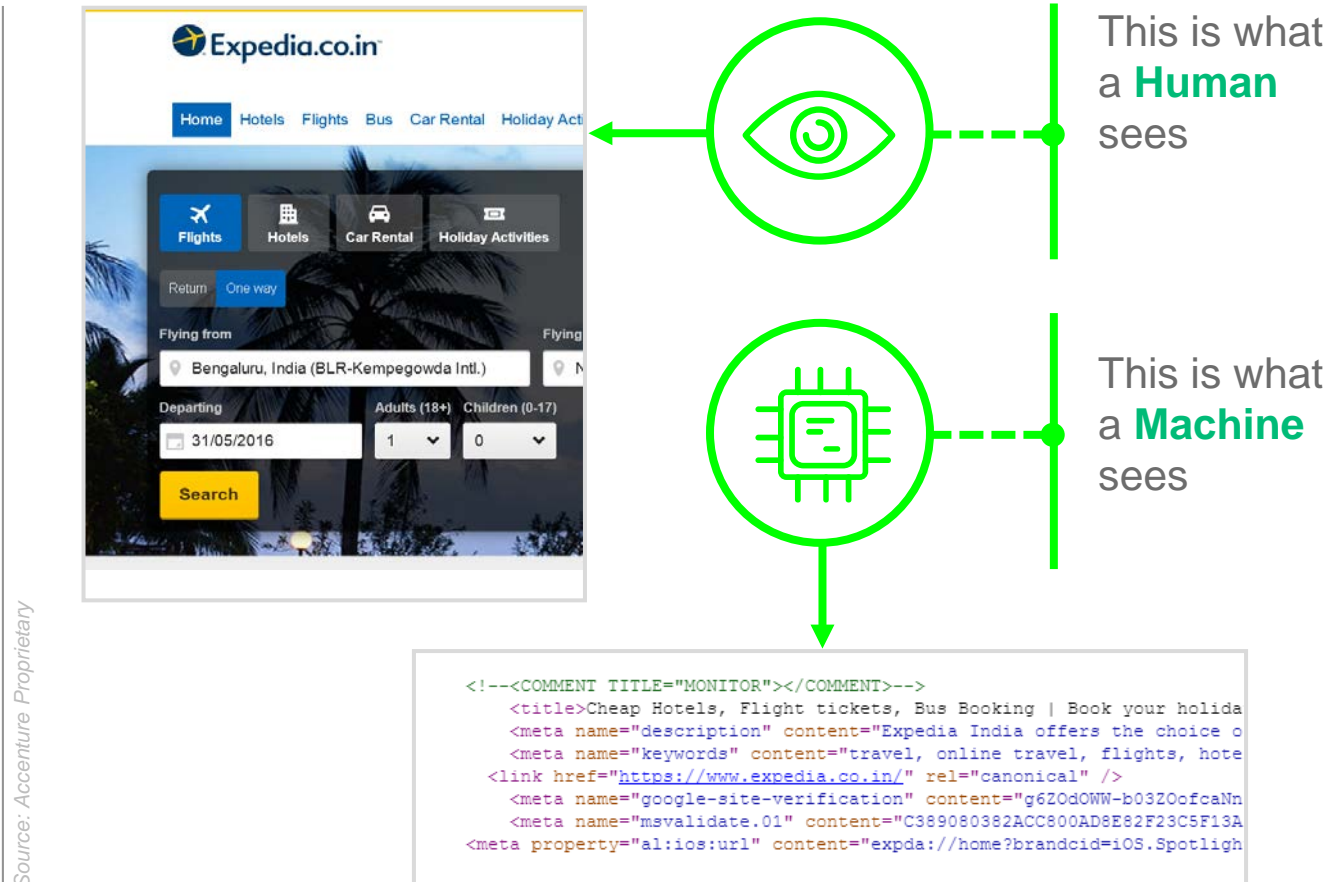 Expedia.co.in
Home Hotels Flights Bus Car Rental Holiday Acti
Flights Hotels Car Rental Holiday Activities
Return One way
Flying from Flying
Bengaluru, India (BLR-Kempegowda Intl.) N
Departing Adults (18+) Children (0-17)
31/05/2016 1 0
Search
This is what
a Human
sees
This is what
a Machine
sees
<!--<COMMENT TITLE="MONITOR"></COMMENT>-->
<title>Cheap Hotels, Flight tickets, Bus Booking | Book your holida
<meta name="description" content="Expedia India offers the choice o
<meta name="keywords" content="travel, online travel, flights, hote
<link href="https://www.expedia.co.in/" rel="canonical" />
<meta name="google-site-verification" content="g6ZOdOWW-b03ZOofcaNn
<meta name="msvalidate.01" content="C389080382ACC800AD8E82F23C5F13A
<meta property="al:ios:url" content="expda://home?brandcid=iOS.Spotligh
Source: Accenture Proprietary